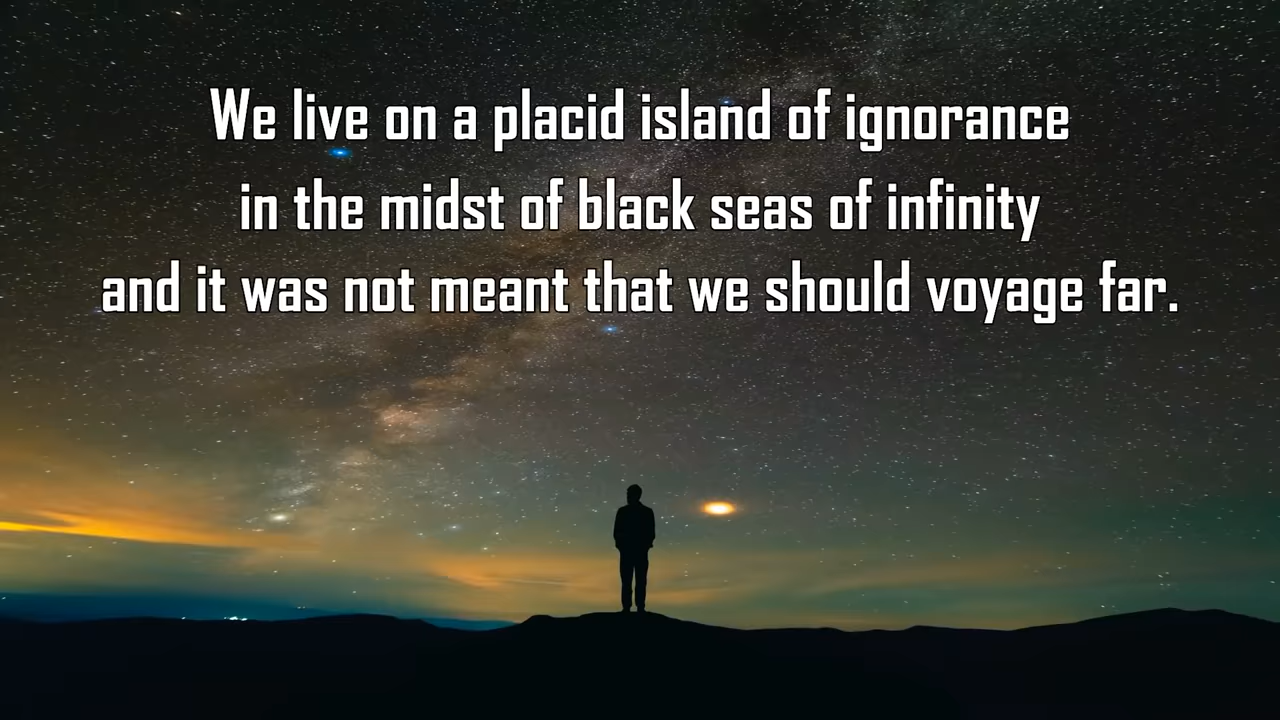 We live on a placid island of ignorance
in the midst of black seas of infinity
and it was not meant that we should voyage far.